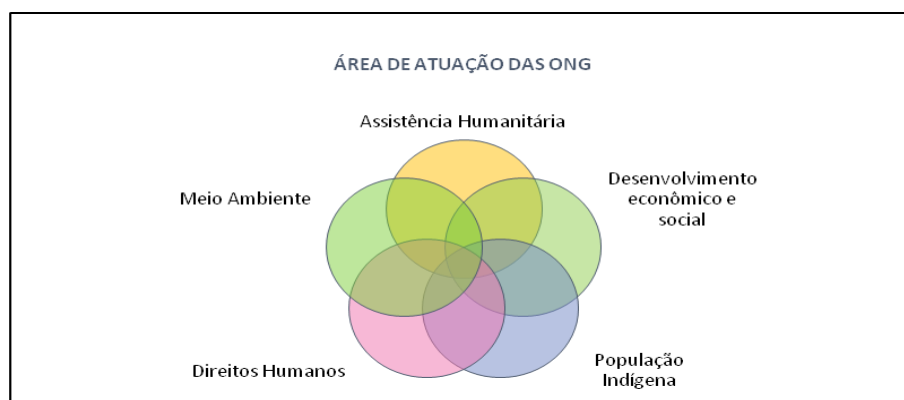 ÁREA DE ATUAÇÃO DAS ONG
Assistência Humanitária
Meio Ambiente
Desenvolvimento
econômico e
social
Direitos Humanos
População
Indígena